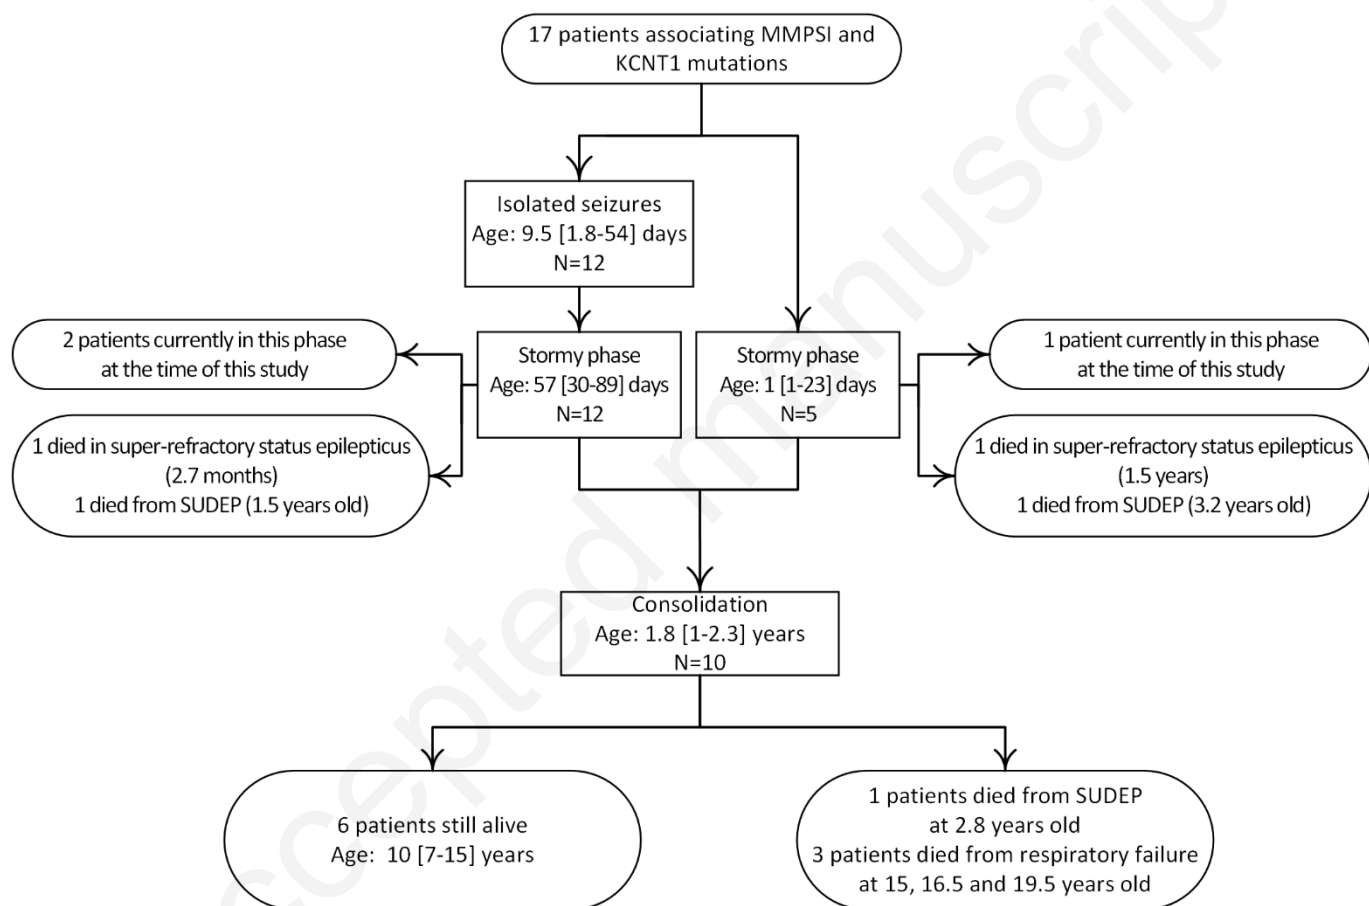 17 patients associating MMPSI and
KCNT1 mutations
Isolated seizures
Age: 9.5 [1.8-54] days
N=12
2 patients currently in this phase
at the time of this study
Stormy phase
Age: 57 [30-89] days
N=12
Stormy phase
Age: 1 [1-23] days
N=5
1 patient currently in this phase
at the time of this study
1 died in super-refractory status epilepticus
(2.7 months)
1 died from SUDEP (1.5 years old)
1 died in super-refractory status epilepticus
(1.5 years)
1 died from SUDEP (3.2 years old)
Consolidation
Age: 1.8 [1-2.3] years
N=10
6 patients still alive
Age: 10 [7-15] years
1 patients died from SUDEP
at 2.8 years old
3 patients died from respiratory failure
at 15, 16.5 and 19.5 years old
ccepted manuscrip